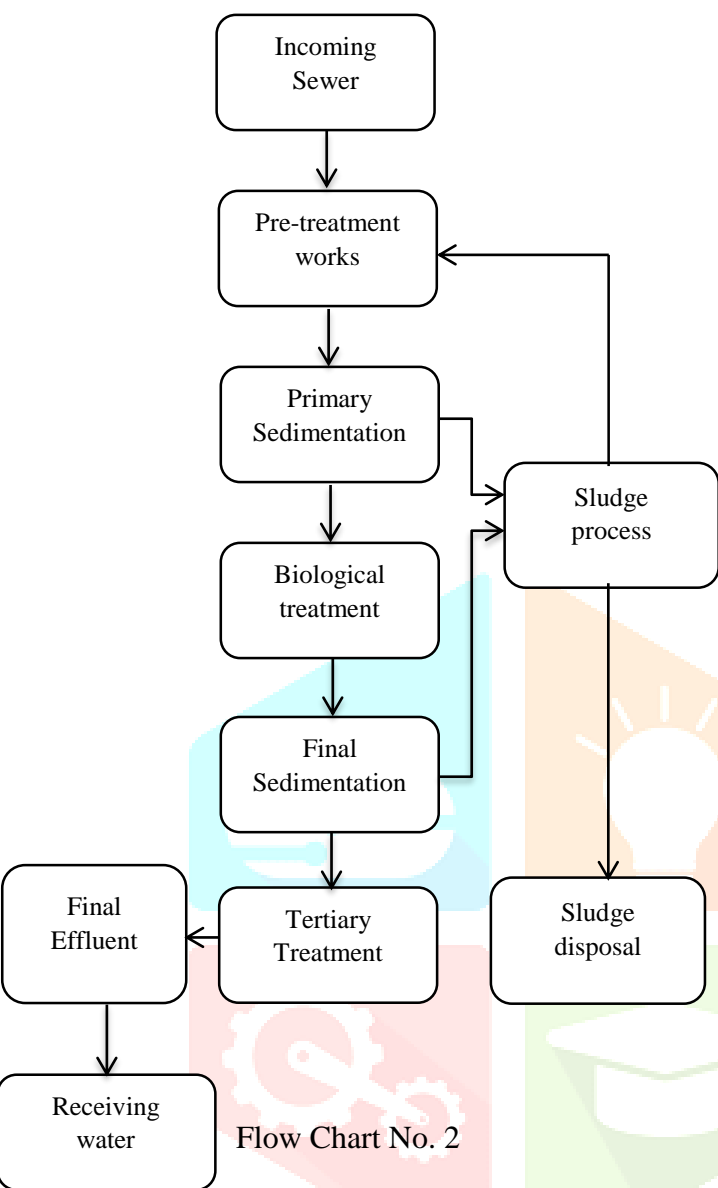 Incoming
Sewer
Pre-treatment
works
Primary
Sedimentation
Sludge
process
Biological
treatment
Final
Sedimentation
Final
Effluent
Tertiary
Treatment
Sludge
disposal
Receiving
water
Flow Chart No. 2